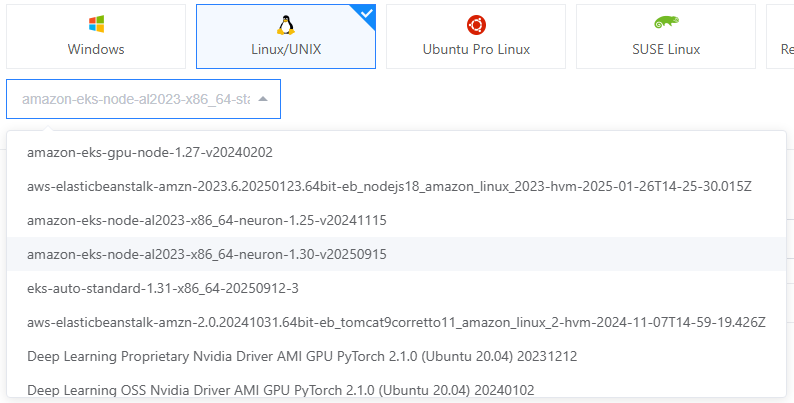 Windows
Linux/UNIX
Ubuntu Pro Linux
SUSE Linux
Re
amazon-eks-node-al2023-x86_64-sta
amazon-eks-gpu-node-1.27-v20240202
aws-elasticbeanstalk-amzn-2023.6.20250123.64bit-eb_nodejs18_amazon_linux_2023-hvm-2025-01-26T14-25-30.015Z
amazon-eks-node-al2023-x86_64-neuron-1.25-v20241115
amazon-eks-node-al2023-x86_64-neuron-1.30-v20250915
eks-auto-standard-1.31-x86_64-20250912-3
aws-elasticbeanstalk-amzn-2.0.20241031.64bit-eb_tomcat9corretto11_amazon_linux_2-hvm-2024-11-07T14-59-19.426Z
Deep Learning Proprietary Nvidia Driver AMI GPU PyTorch 2.1.0 (Ubuntu 20.04) 20231212
Deep Learning OSS Nvidia Driver AMI GPU PyTorch 2.1.0 (Ubuntu 20.04) 20240102